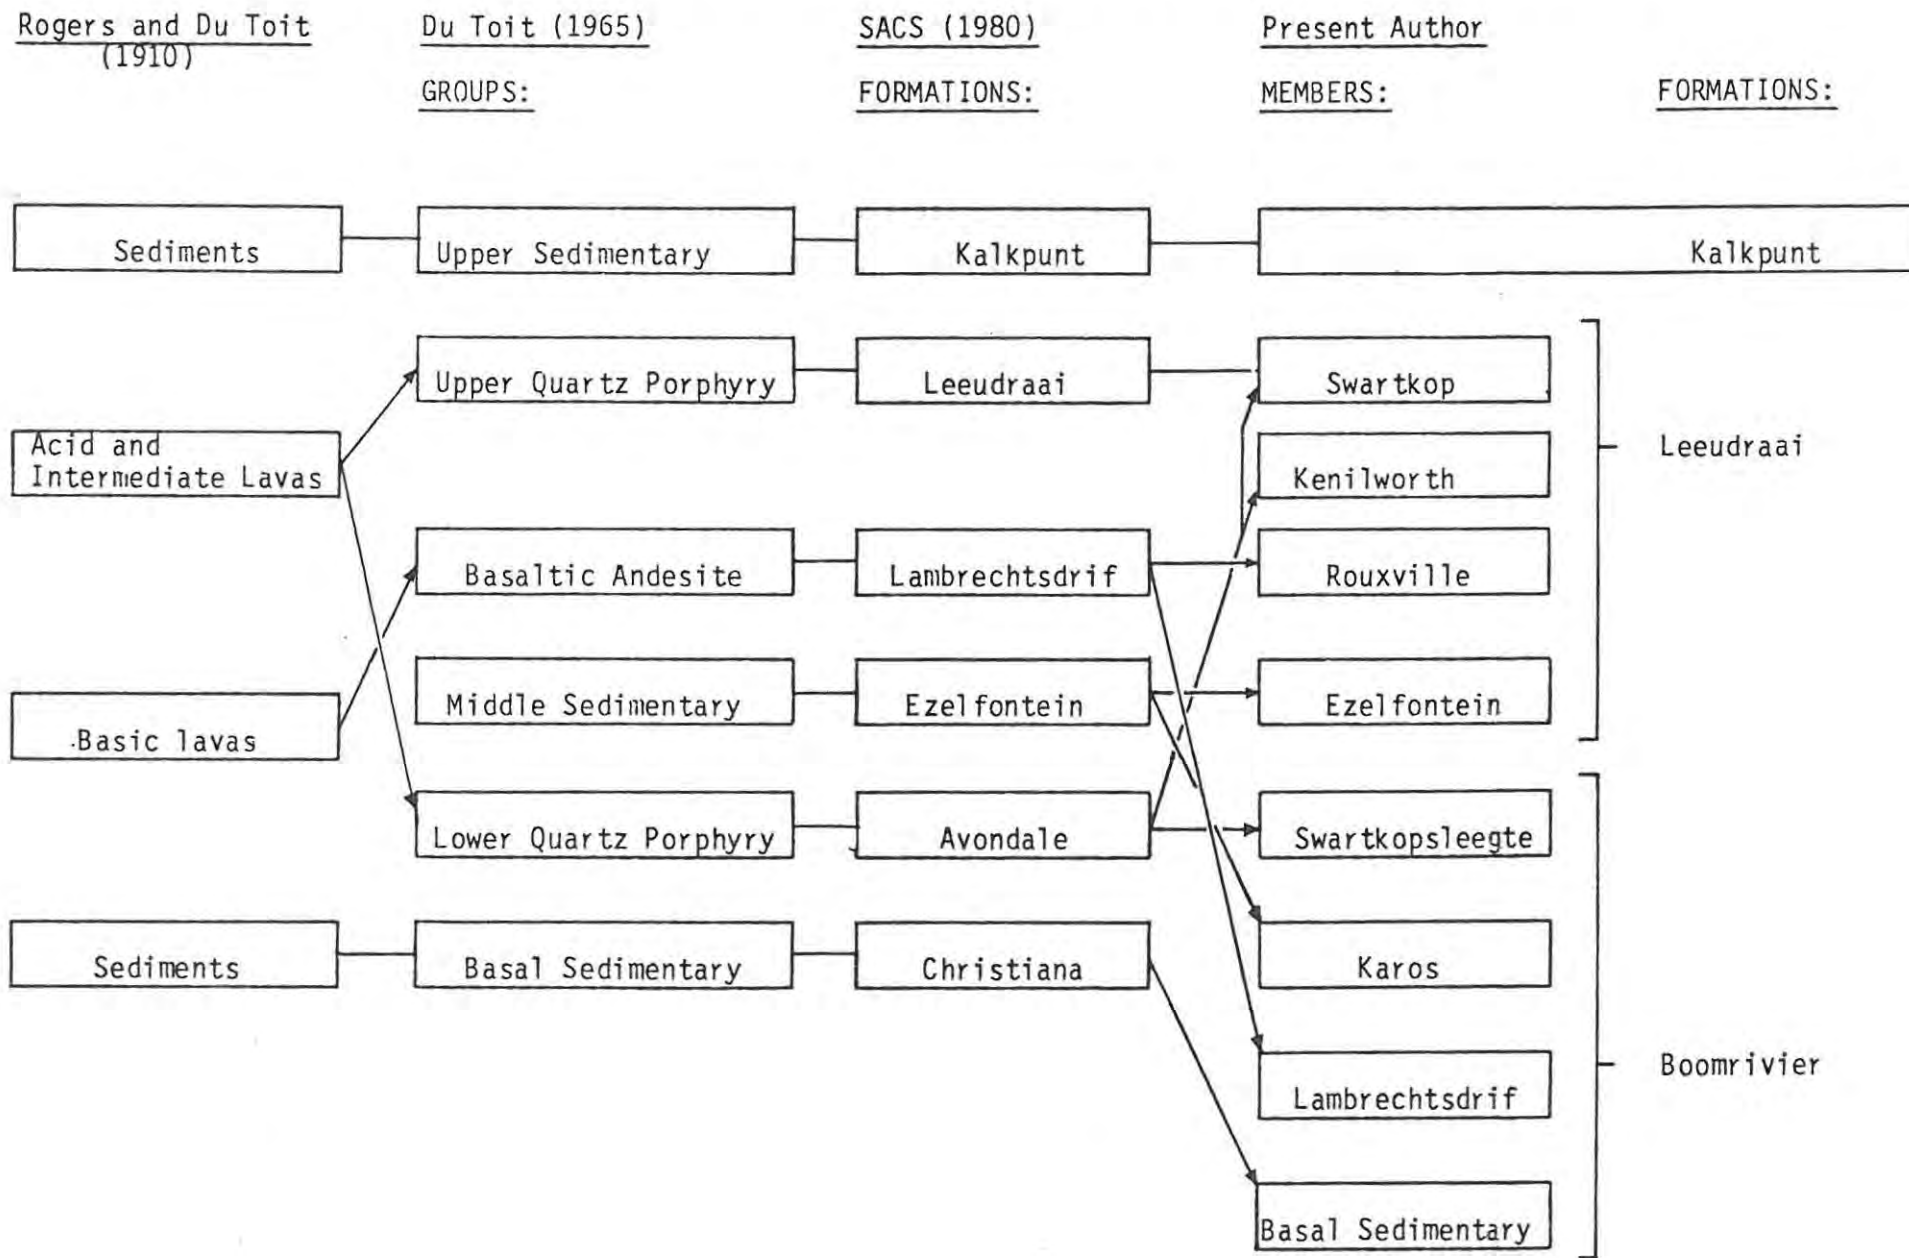 Rogers and Du Toit
(1910)
Du Toit (1965)
SACS (1980)
Present Author
GROUPS:
FORMATIONS:
MEMBERS:
FORMATIONS:
Sediments
Upper Sedimentary
Kalkpunt
Kalkpunt
Upper Quartz Porphyry
Leeudraai
Swartkop
Acid and
Intermediate Lavas
Kenilworth
Leeudraai
Basaltic Andesite
Lambrechtsdrif
Rouxville
Basic lavas
Middle Sedimentary
Ezelfontein
Ezelfontein
Lower Quartz Porphyry
Avondale
Swartkopsleegte
Sediments
Basal Sedimentary
Christiana
Karos
Lambrechtsdrif
Boomrivier
Basal Sedimentary